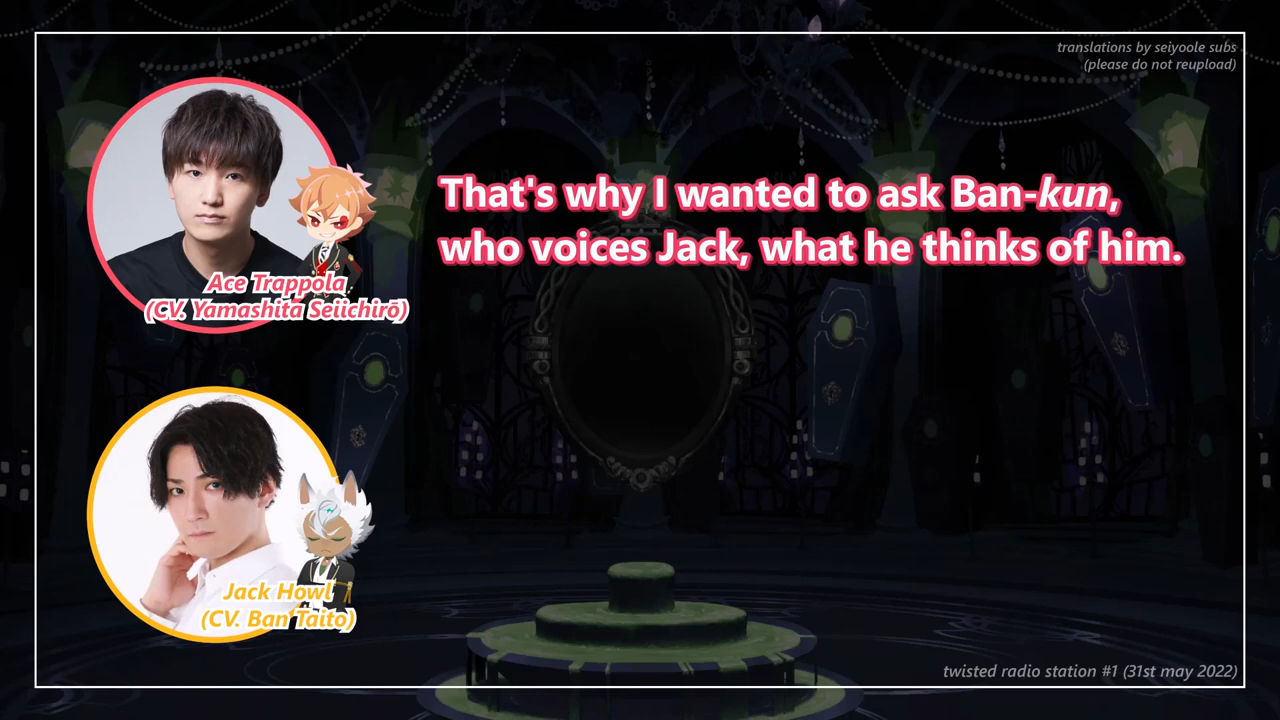 translations by seiyoole subs
(please do not reupload)
That's why I wanted to ask Ban-kun,
who voices Jack, what he thinks of him.
Ace Trappola
(CV. Yamashita Seiichirō)
Jack Howl
(CV. Ban Taito)
twisted radio station #1 (31st may 2022)